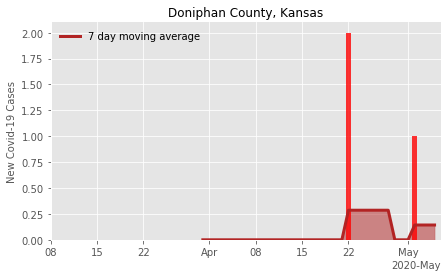 Doniphan County, Kansas
7 day moving average
New Covid-19 Cases
2.00
1.75
1.50
1.25
1.00
0.75
0.50
0.25
0.00
08 15 22 Apr 08 15 22 May
2020-May